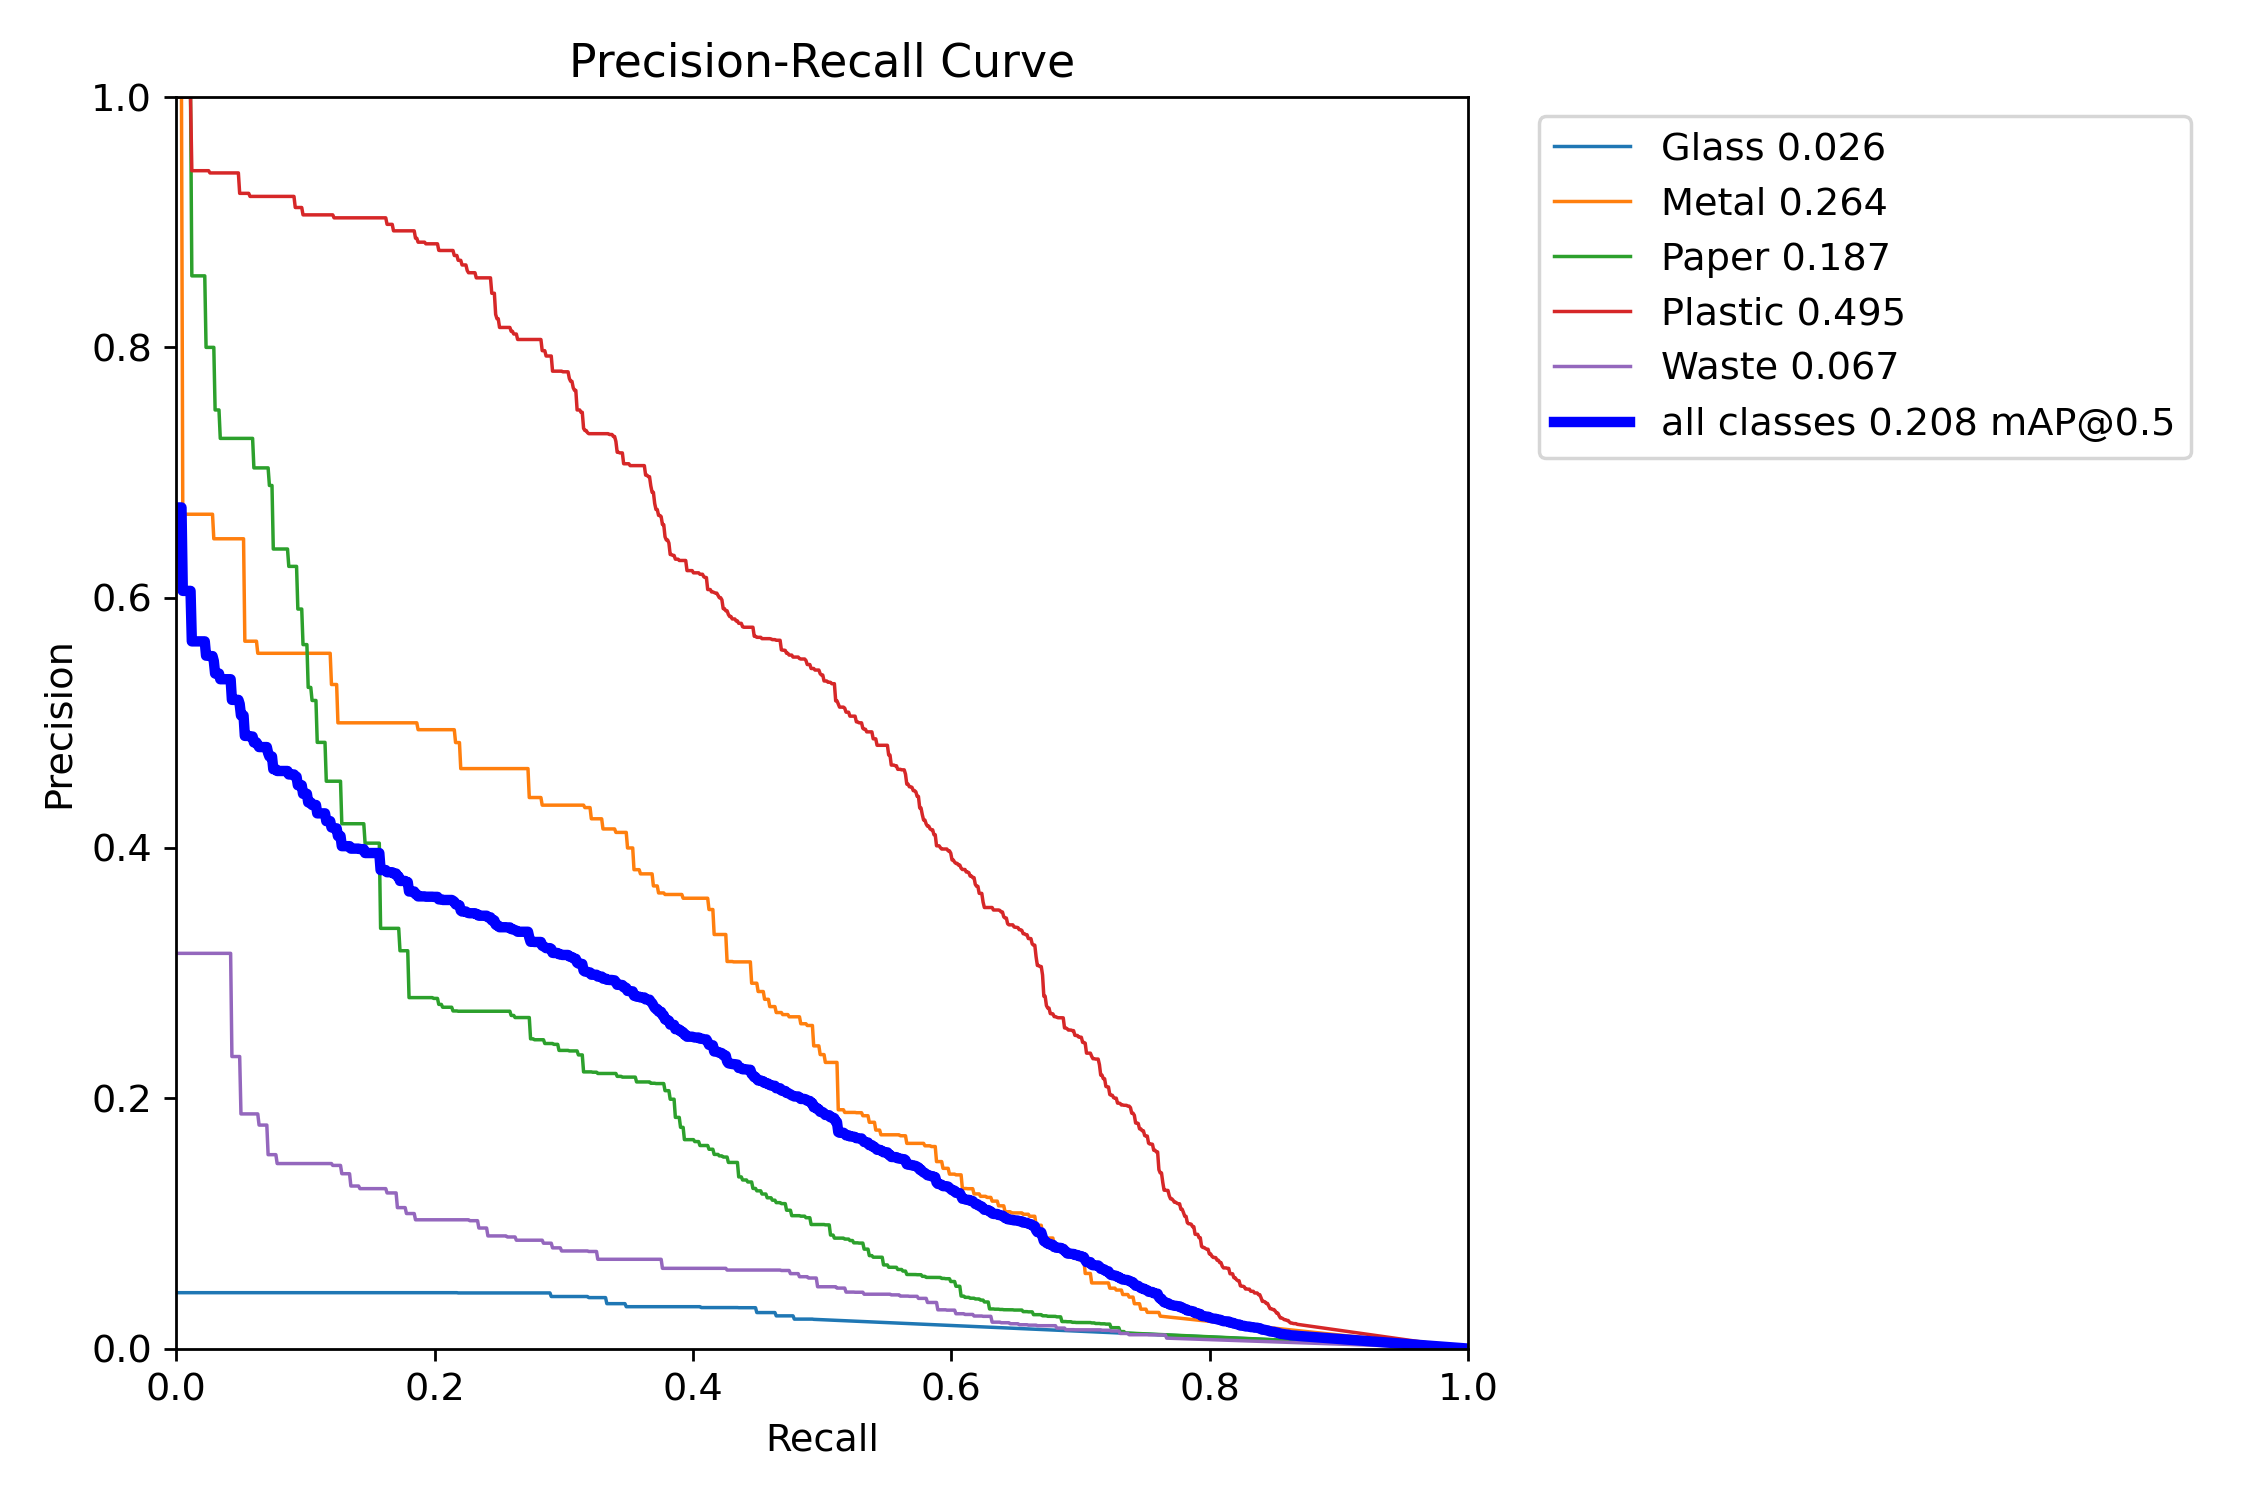 Precision-Recall Curve
1.0
0.8
0.6
0.4
0.2
0.0
Precision
0.0 0.2 0.4 0.6 0.8 1.0
Recall
Glass 0.026
Metal 0.264
Paper 0.187
Plastic 0.495
Waste 0.067
all classes 0.208 mAP@0.5